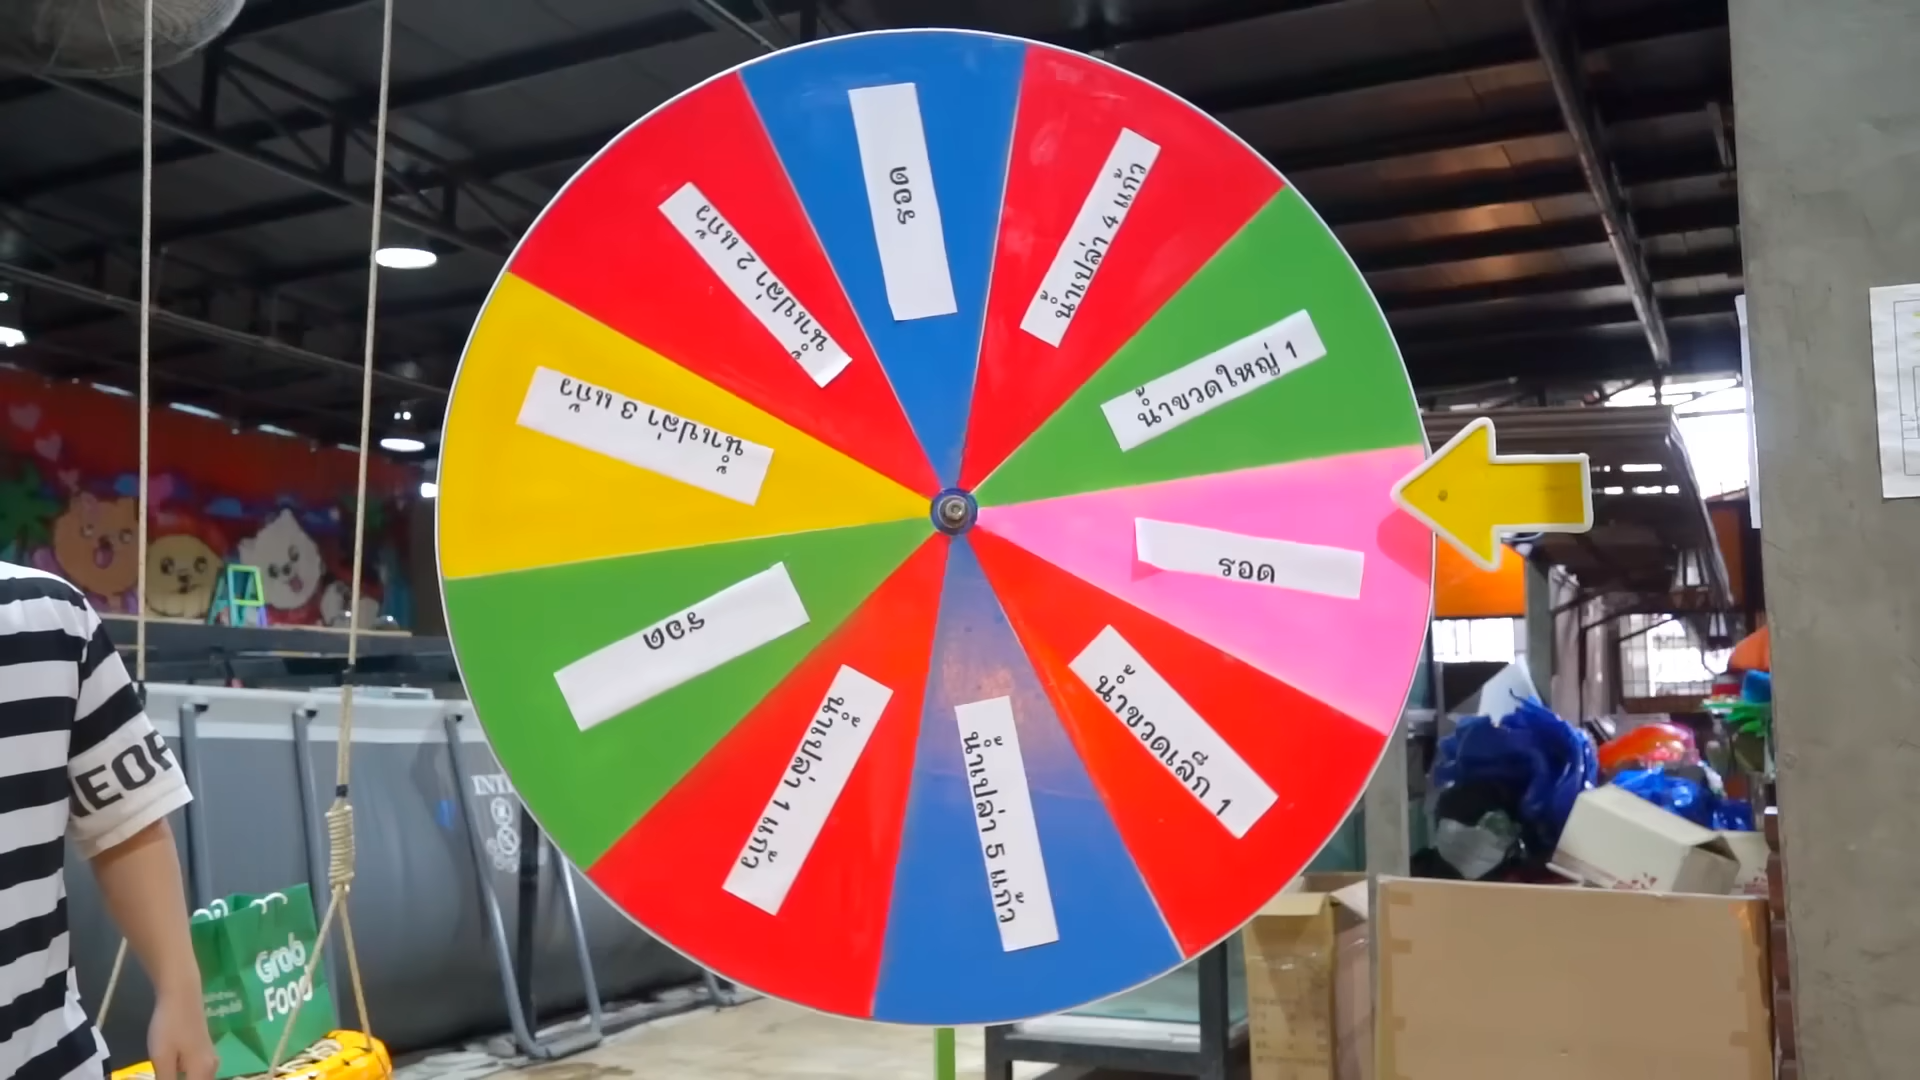 รอด
น้ำเปล่า 4 แก้ว
น้ำขวดใหญ่ 1
รอด
น้ำขวดเล็ก 1
น้ำเปล่า 5 แก้ว
น้ำเปล่า 1 แก้ว
รอด
น้ำเปล่า 3 แก้ว
น้ำเปล่า 2 แก้ว
Grab
Food